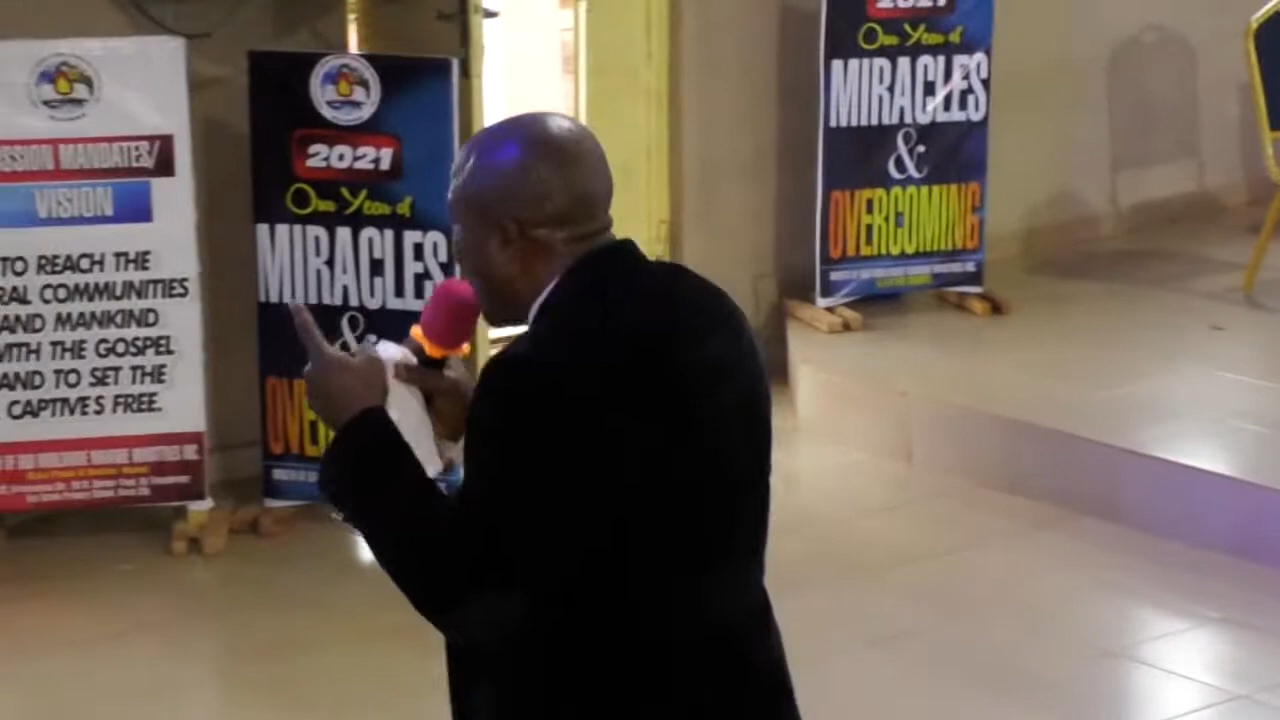 SSION MANDATES/
VISION
TO REACH THE
RAL COMMUNITIES
AND MANKIND
WITH THE GOSPEL
AND TO SET THE
CAPTIVES FREE.
2021
Our Year of
MIRACLES
&
OVE
2021
Our Year of
MIRACLES
&
OVERCOMING